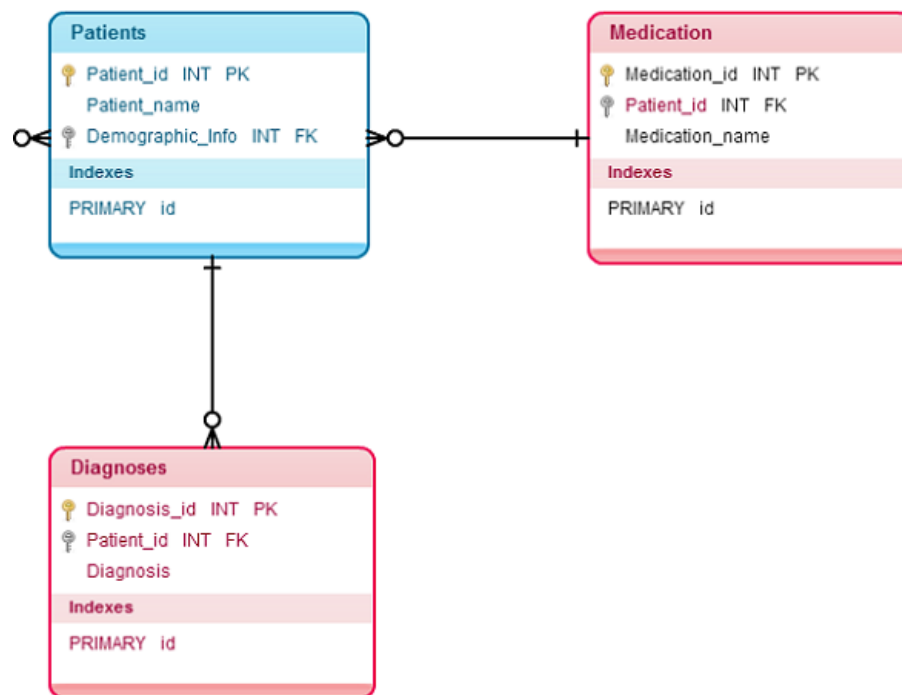 Patients
Patient_id INT PK
Patient_name
Demographic_Info INT FK
Indexes
PRIMARY id
Medication
Medication_id INT PK
Patient_id INT FK
Medication_name
Indexes
PRIMARY id
Diagnoses
Diagnosis_id INT PK
Patient_id INT FK
Diagnosis
Indexes
PRIMARY id